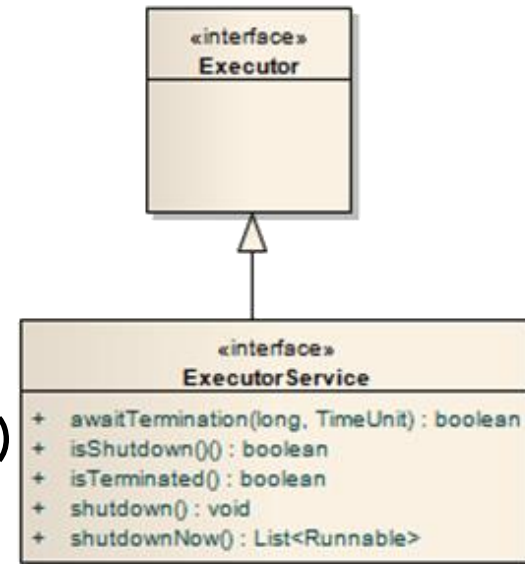 «interface»
Executor
«interface»
ExecutorService
+ awaitTermination(long, TimeUnit) : boolean
)
+ isShutdown()() : boolean
+ isTerminated() : boolean
+ shutdown() : void
+ shutdownNow() : List<Runnable>